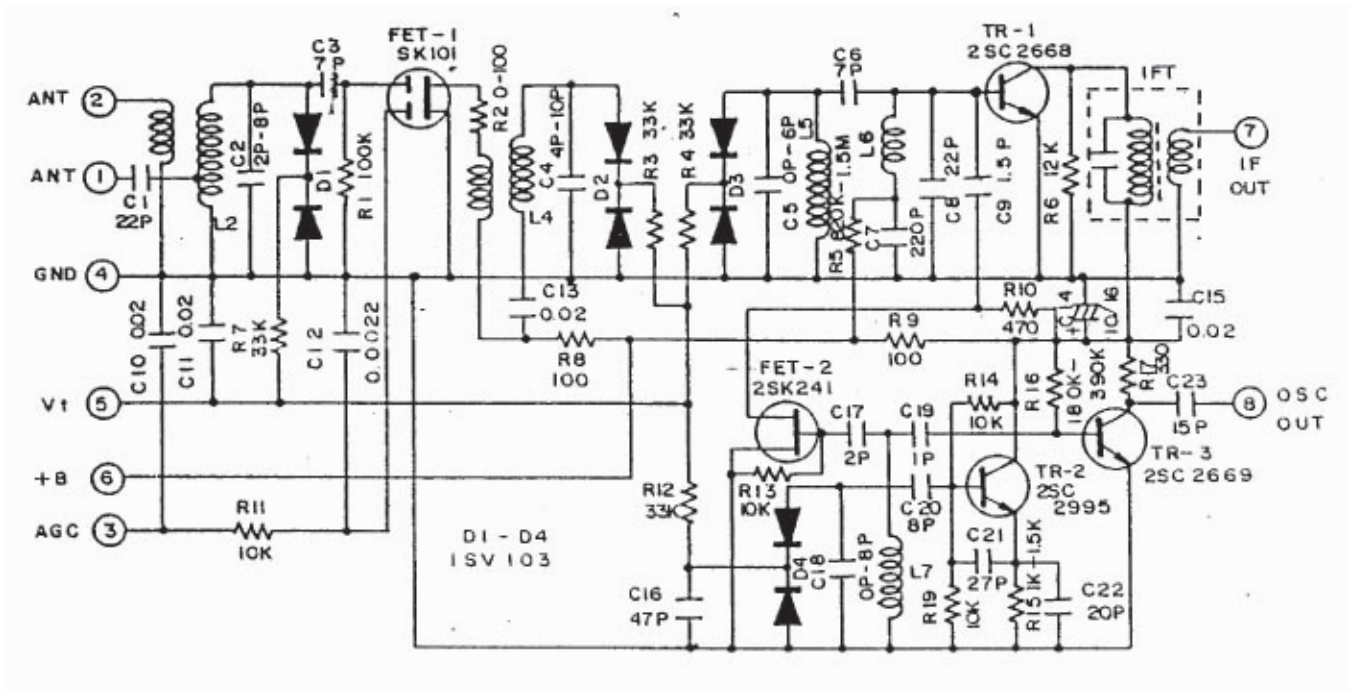 FET-1
SK101
C3
7P
R2 0-100
C2
2P-8P
D1
R1 100K
L2
ANT 2
ANT 1
C1
22P
GND 4
C10 0.02
C11 0.02
R7
33K
C12
0.022
Vt 5
+B 6
AGC 3
R11
10K
D1-D4
1SV103
L4
C4
4P-10P
D2
R3 33K
R4 33K
D3
C13
0.02
R8
100
C6
7P
TR-1
2SC2668
C5 0P-6P
L5
R5 820K-1.5M
L6
C7
220P
C8 22P
C9 1.5P
R6 12K
IFT
7
IF
OUT
R10
470
R9
100
10/16
C15
0.02
FET-2
2SK241
C17
2P
C19
1P
R14
10K
R16
180K-
390K
R17
330
C23
15P
8 OSC
OUT
TR-3
2SC2669
TR-2
2SC
2995
R12
33K
R13
10K
C20
8P
D4
C18
0P-8P
L7
C16
47P
R19
10K
C21
27P
R15
1K-1.5K
C22
20P